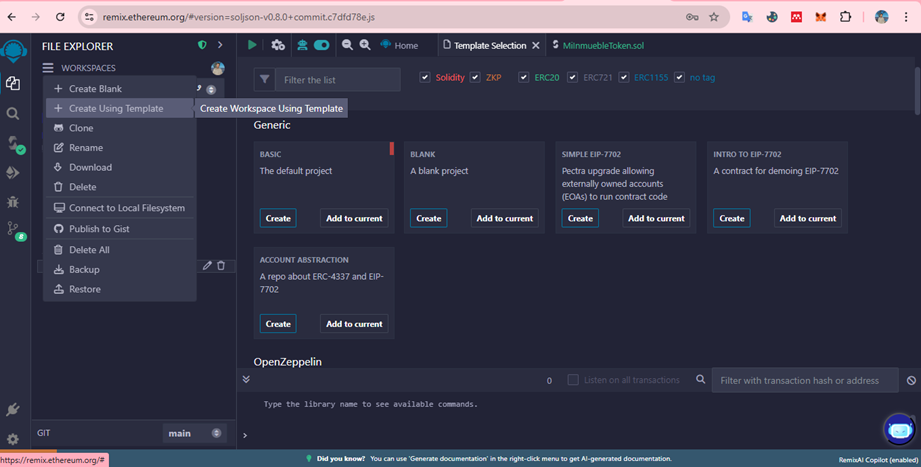 remix.ethereum.org/#version=soljson-v0.8.0+commit.c7dfd78e.js
FILE EXPLORER
WORKSPACES
+ Create Blank
+ Create Using Template
Clone
Rename
Download
Delete
Connect to Local Filesystem
Publish to Gist
Delete All
Backup
Restore
Create Workspace Using Template
GIT
main
https://remix.ethereum.org/#
Home
Template Selection
MiInmuebleToken.sol
Filter the list
Solidity
ZKP
ERC20
ERC721
ERC1155
no tag
Generic
BASIC
The default project
Create
Add to current
BLANK
A blank project
Create
Add to current
SIMPLE EIP-7702
Pectra upgrade allowing
externally owned accounts
(EOAs) to run contract code
Create
Add to current
INTRO TO EIP-7702
A contract for demoing EIP-7702
Create
Add to current
ACCOUNT ABSTRACTION
A repo about ERC-4337 and EIP-
7702
Create
Add to current
OpenZeppelin
0
Listen on all transactions
Filter with transaction hash or address
Type the library name to see available commands.
>
Did you know? You can use 'Generate documentation' in the right-click menu to get AI-generated documentation.
RemixAI Copilot (enabled)